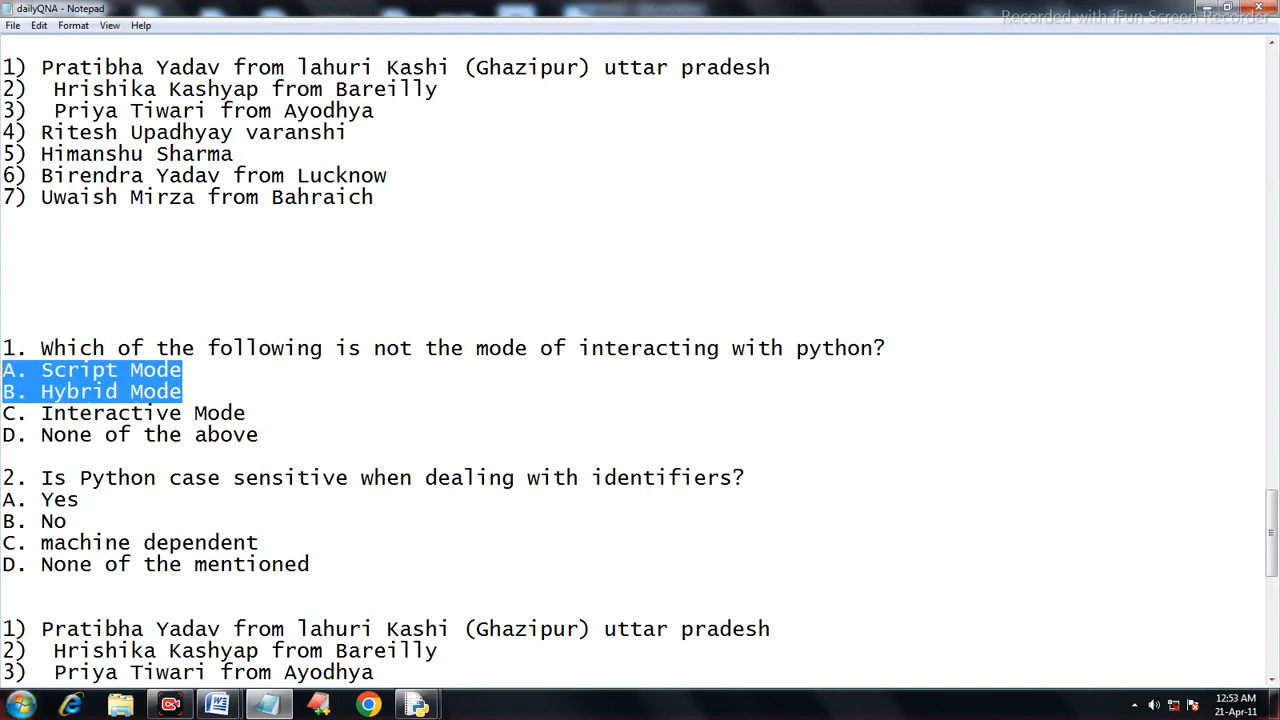 dailyQNA - Notepad
Recorded with iFun Screen Recorder
File Edit Format View Help
1) Pratibha Yadav from lahuri Kashi (Ghazipur) uttar pradesh
2) Hrishika Kashyap from Bareilly
3) Priya Tiwari from Ayodhya
4) Ritesh Upadhyay varanshi
5) Himanshu Sharma
6) Birendra Yadav from Lucknow
7) Uwaish Mirza from Bahraich
1. Which of the following is not the mode of interacting with python?
A. Script Mode
B. Hybrid Mode
C. Interactive Mode
D. None of the above
2. Is Python case sensitive when dealing with identifiers?
A. Yes
B. No
C. machine dependent
D. None of the mentioned
1) Pratibha Yadav from lahuri Kashi (Ghazipur) uttar pradesh
2) Hrishika Kashyap from Bareilly
3) Priya Tiwari from Ayodhya
12:53 AM
21-Apr-11